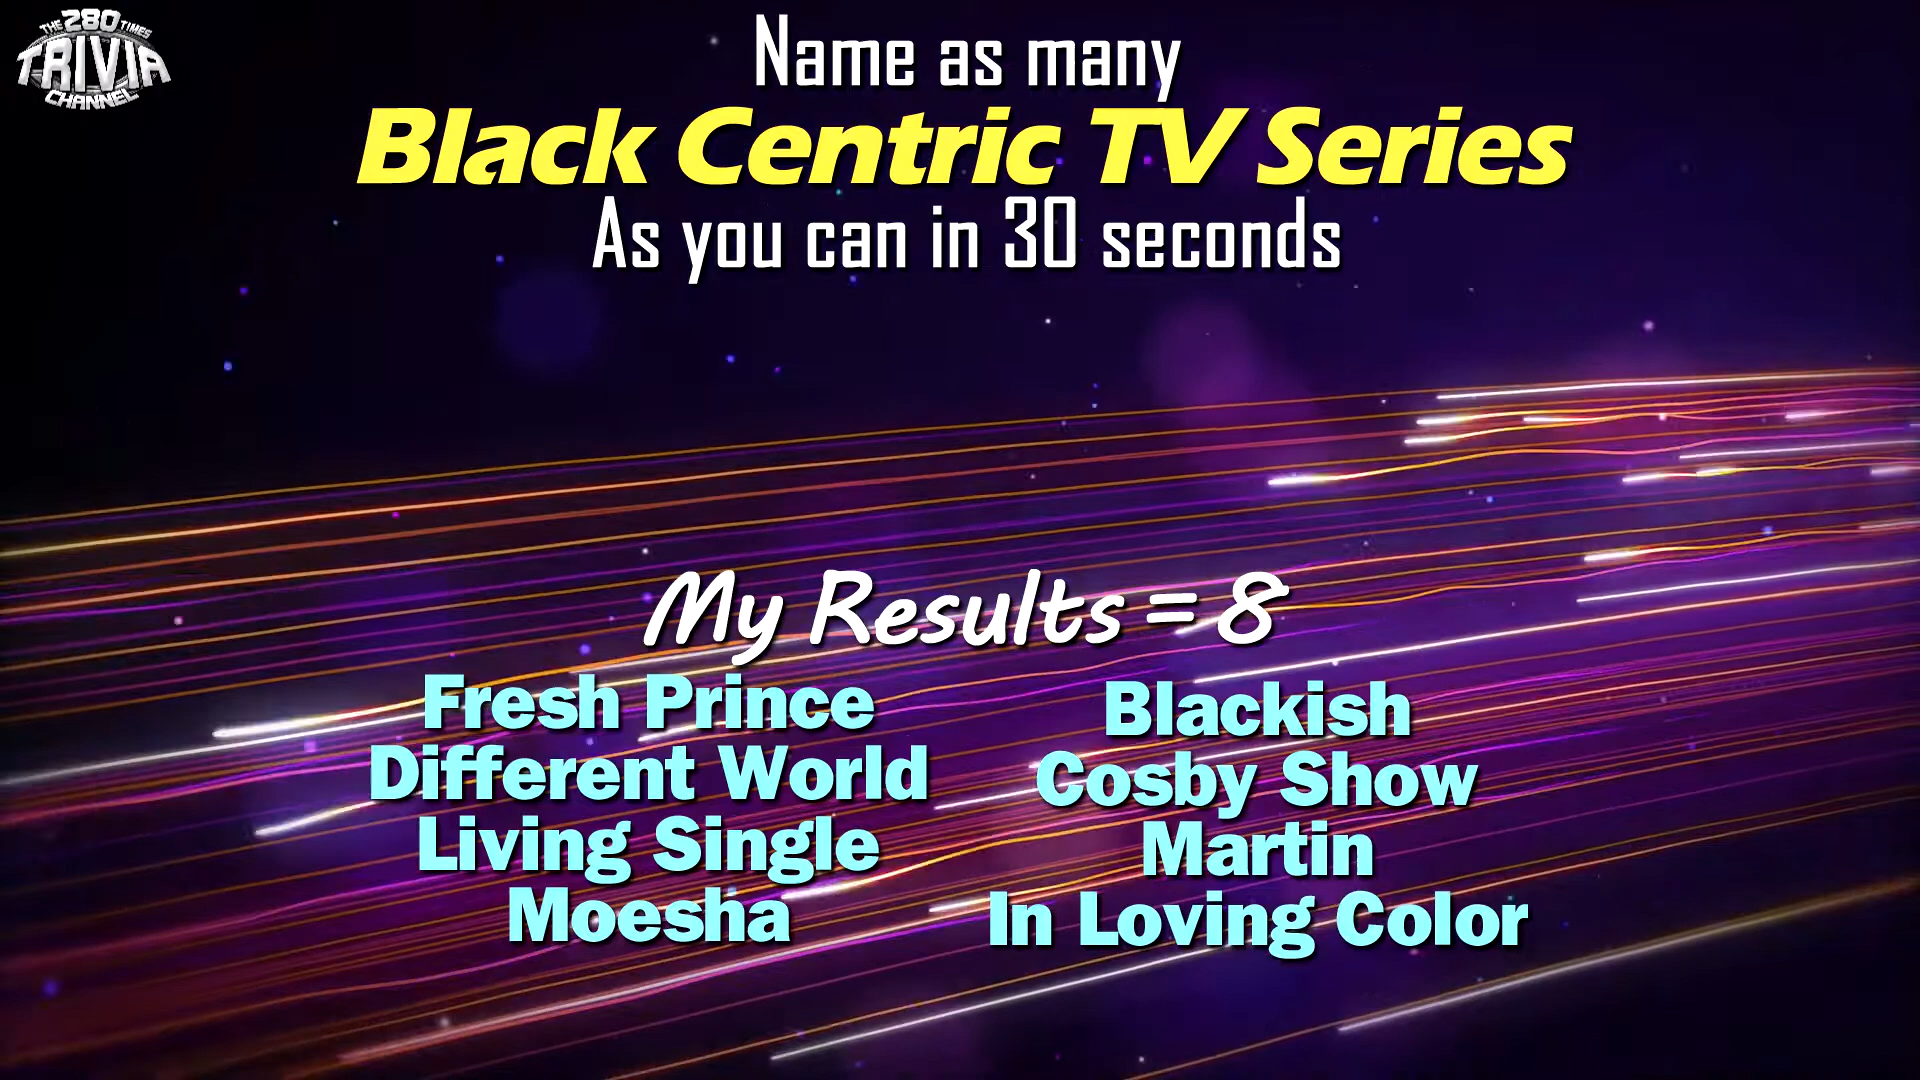 THE 280 TIMES
TRIVIA
CHANNEL
Name as many
Black Centric TV Series
As you can in 30 seconds
My Results = 8
Fresh Prince
Different World
Living Single
Moesha
Blackish
Cosby Show
Martin
In Loving Color